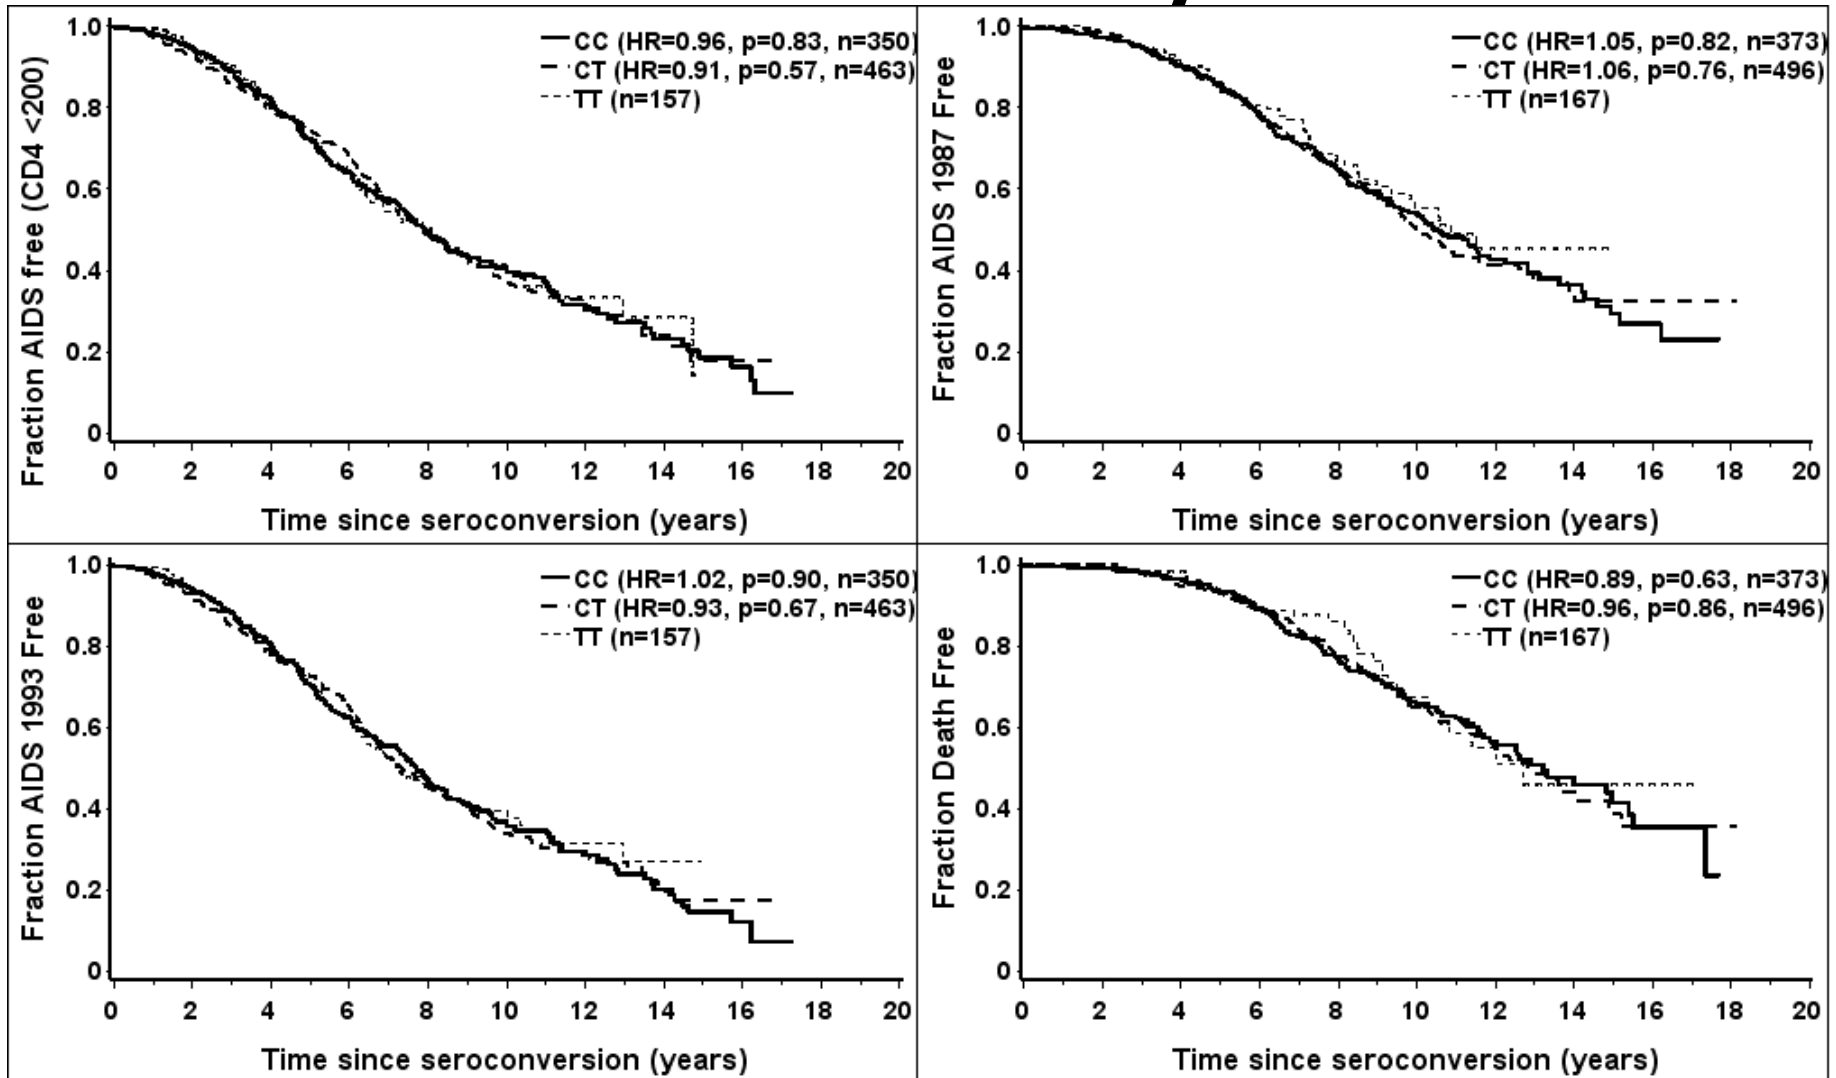 Fraction AIDS free (CD4 <200)
1.0
0.8
0.6
0.4
0.2
0
CC (HR=0.96, p=0.83, n=350)
CT (HR=0.91, p=0.57, n=463)
TT (n=157)
0 2 4 6 8 10 12 14 16 18 20
Time since seroconversion (years)
Fraction AIDS 1987 Free
1.0
0.8
0.6
0.4
0.2
0
CC (HR=1.05, p=0.82, n=373)
CT (HR=1.06, p=0.76, n=496)
TT (n=167)
0 2 4 6 8 10 12 14 16 18 20
Time since seroconversion (years)
Fraction AIDS 1993 Free
1.0
0.8
0.6
0.4
0.2
0
CC (HR=1.02, p=0.90, n=350)
CT (HR=0.93, p=0.67, n=463)
TT (n=157)
0 2 4 6 8 10 12 14 16 18 20
Time since seroconversion (years)
Fraction Death Free
1.0
0.8
0.6
0.4
0.2
0
CC (HR=0.89, p=0.63, n=373)
CT (HR=0.96, p=0.86, n=496)
TT (n=167)
0 2 4 6 8 10 12 14 16 18 20
Time since seroconversion (years)